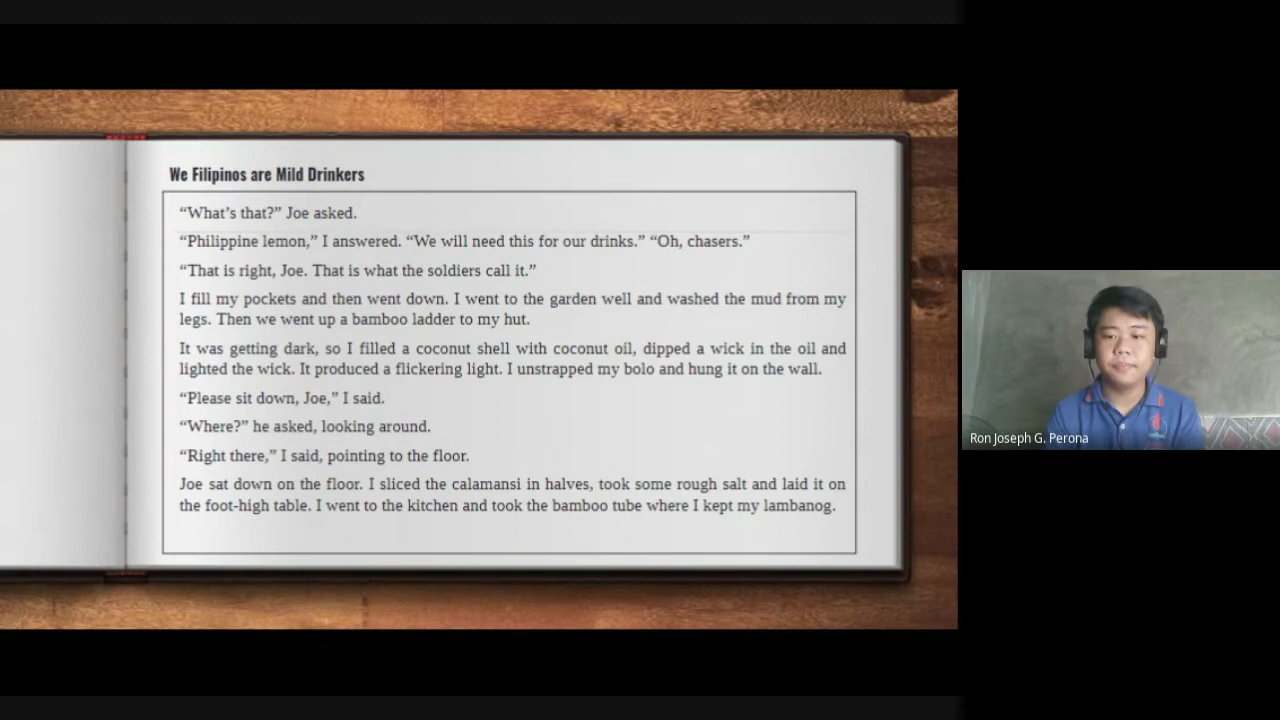 We Filipinos are Mild Drinkers
“What’s that?” Joe asked.
“Philippine lemon,” I answered. “We will need this for our drinks.” “Oh, chasers.”
“That is right, Joe. That is what the soldiers call it.”
I fill my pockets and then went down. I went to the garden well and washed the mud from my
legs. Then we went up a bamboo ladder to my hut.
It was getting dark, so I filled a coconut shell with coconut oil, dipped a wick in the oil and
lighted the wick. It produced a flickering light. I unstrapped my bolo and hung it on the wall.
“Please sit down, Joe,” I said.
“Where?” he asked, looking around.
“Right there,” I said, pointing to the floor.
Joe sat down on the floor. I sliced the calamansi in halves, took some rough salt and laid it on
the foot-high table. I went to the kitchen and took the bamboo tube where I kept my lambanog.
Ron Joseph G. Perona